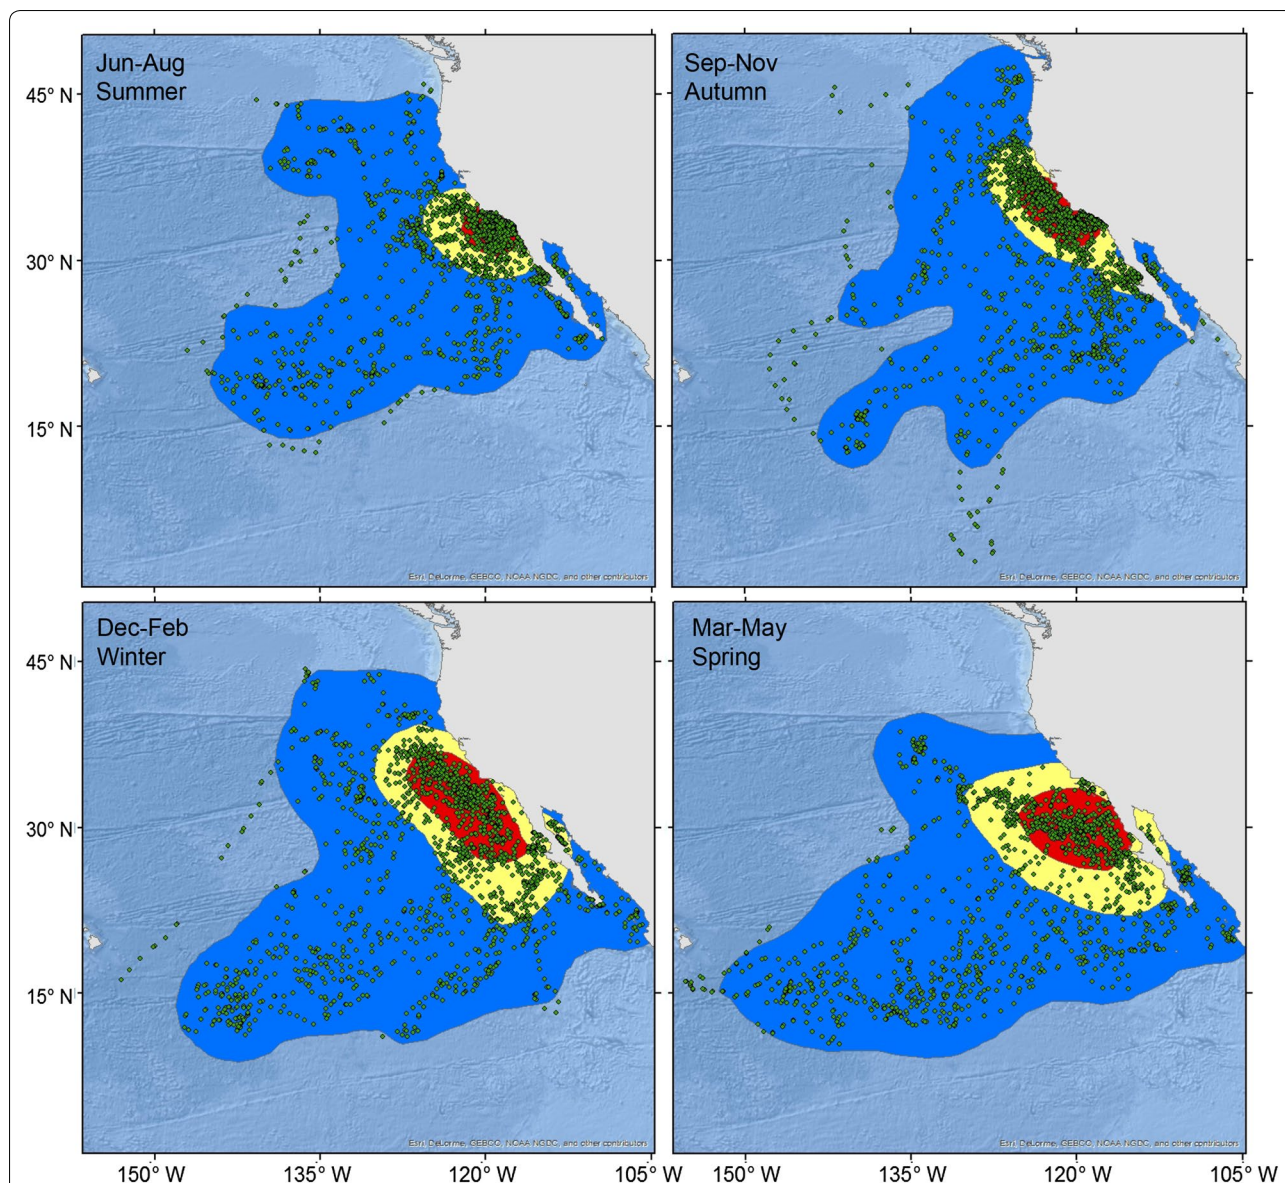 Jun-Aug
Summer
Sep-Nov
Autumn
45° N
30° N
15° N
Esri, DeLorme, GEBCO, NOAA NGDC, and other contributors
Esri, DeLorme, GEBCO, NOAA NGDC, and other contributors
Dec-Feb
Winter
Mar-May
Spring
45° N
30° N
15° N
Esri, DeLorme, GEBCO, NOAA NGDC, and other contributors
Esri, DeLorme, GEBCO, NOAA NGDC, and other contributors
150° W 135° W 120° W 105° W 150° W 135° W 120° W 105° W